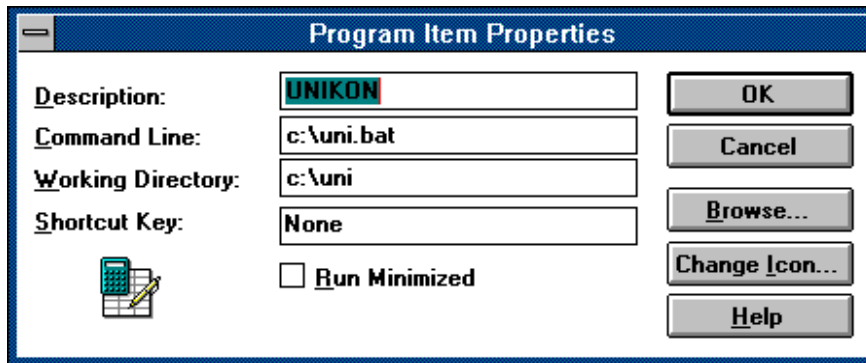 Program Item Properties
Description: UNIKON
Command Line: c:\uni.bat
Working Directory: c:\uni
Shortcut Key: None
Run Minimized
OK
Cancel
Browse...
Change Icon...
Help